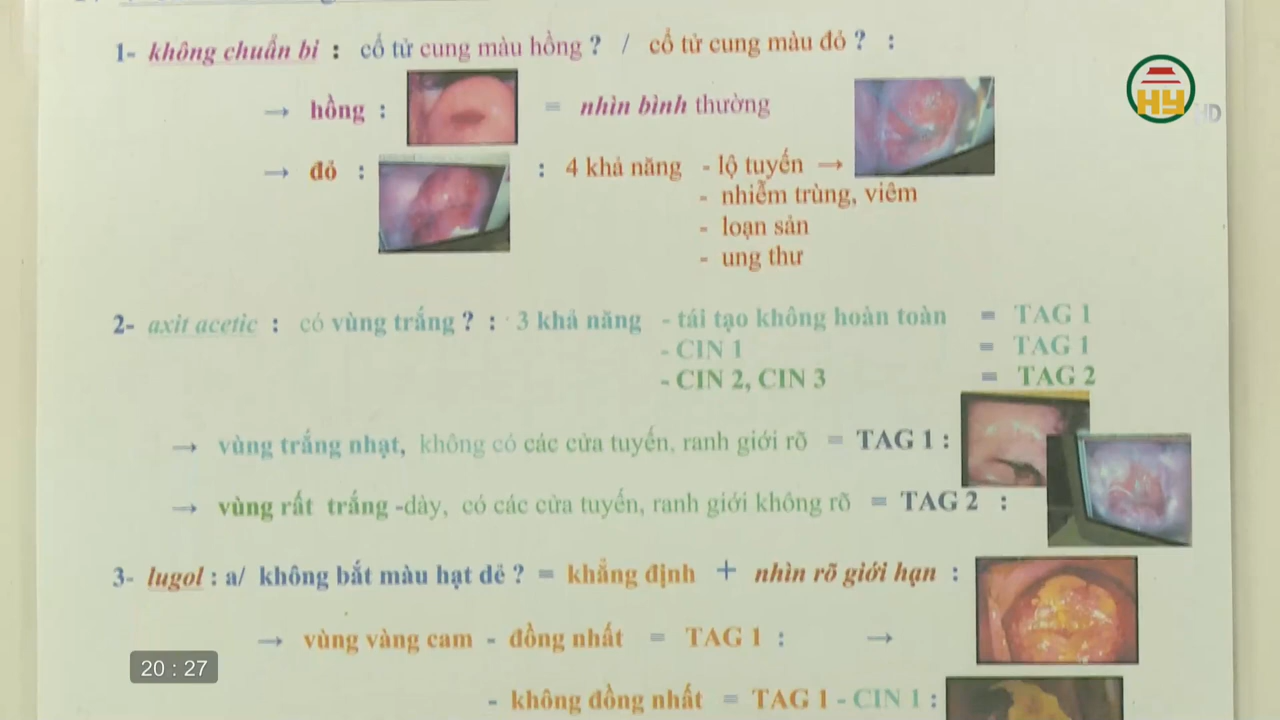 1- không chuẩn bi : cổ tử cung màu hồng ? / cổ tử cung màu đỏ ? :
→ hồng : = nhìn bình thường
→ đỏ : : 4 khả năng - lộ tuyến →
- nhiễm trùng, viêm
- loạn sản
- ung thư
2- axit acetic : có vùng trắng ? : 3 khả năng - tái tạo không hoàn toàn = TAG 1
- CIN 1 = TAG 1
- CIN 2, CIN 3 = TAG 2
→ vùng trắng nhạt, không có các cửa tuyến, ranh giới rõ = TAG 1 :
→ vùng rất trắng -dày, có các cửa tuyến, ranh giới không rõ = TAG 2 :
3- lugol : a/ không bắt màu hạt dẻ ? = khẳng định + nhìn rõ giới hạn :
→ vùng vàng cam - đồng nhất = TAG 1 : →
- không đồng nhất = TAG 1 - CIN 1 :
HY
HD
20 : 27